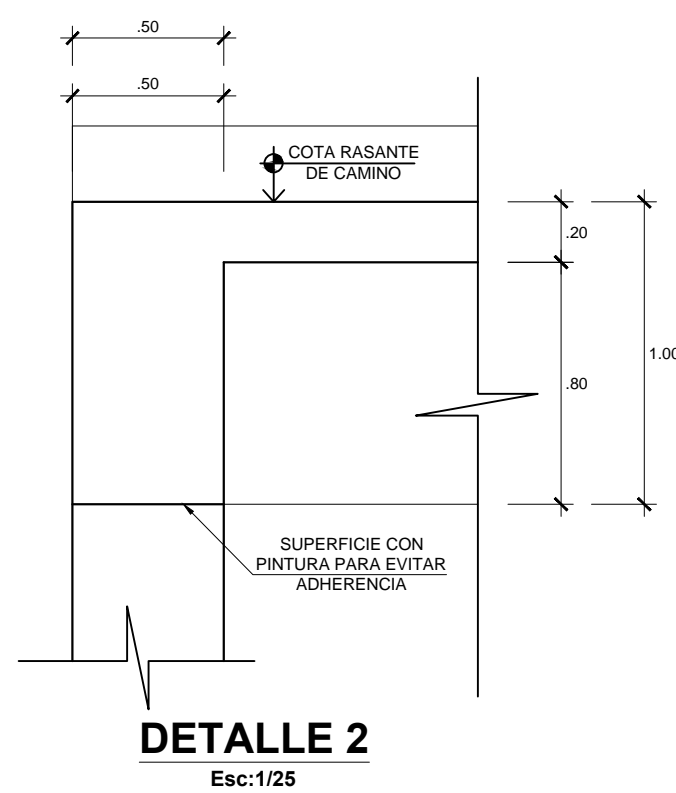 .50
.50
COTA RASANTE
DE CAMINO
.20
1.00
.80
SUPERFICIE CON
PINTURA PARA EVITAR
ADHERENCIA
DETALLE 2
Esc:1/25